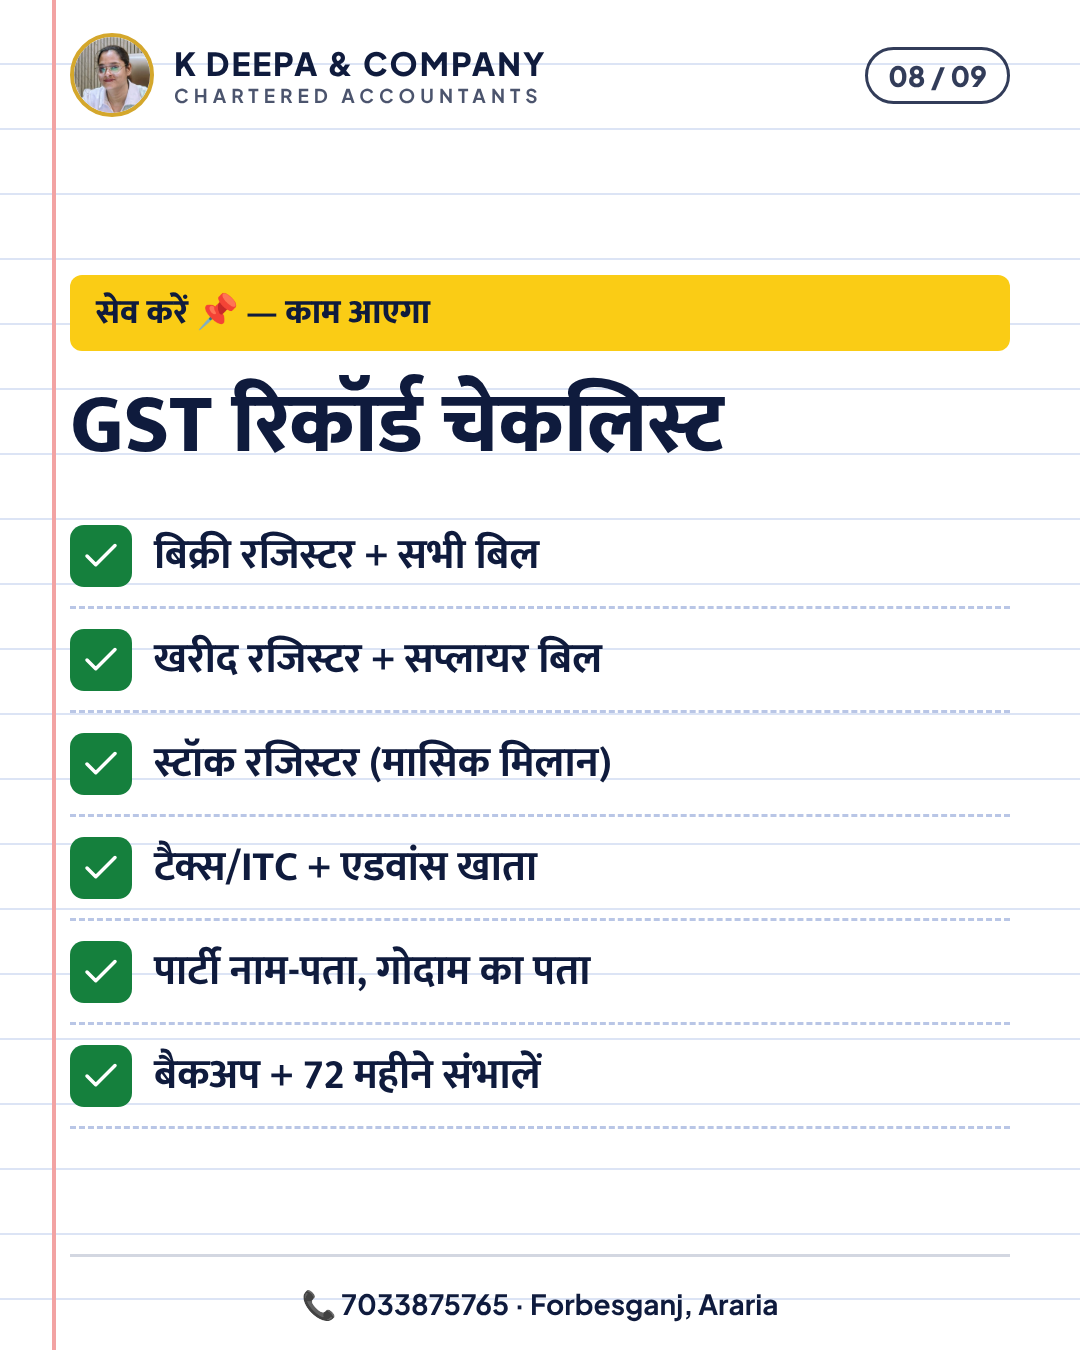 K DEEPA & COMPANY
CHARTERED ACCOUNTANTS
08 / 09
सेव करें 📌 — काम आएगा
GST रिकॉर्ड चेकलिस्ट
बिक्री रजिस्टर + सभी बिल
खरीद रजिस्टर + सप्लायर बिल
स्टॉक रजिस्टर (मासिक मिलान)
टैक्स/ITC + एडवांस खाता
पार्टी नाम-पता, गोदाम का पता
बैकअप + 72 महीने संभालें
📞 7033875765 · Forbesganj, Araria